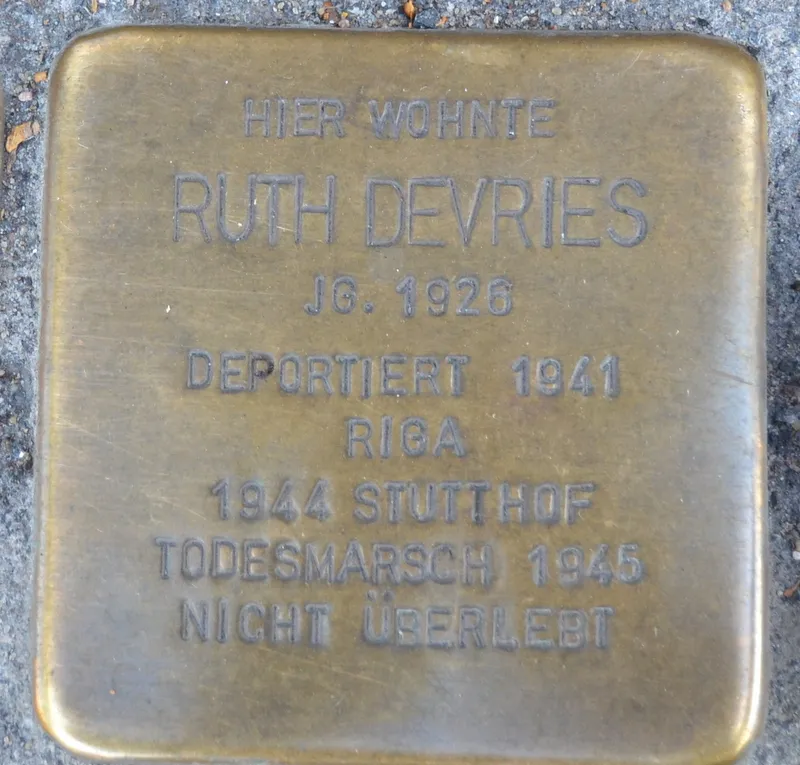 HIER WOHNTE
RUTH DEVRIES
JG. 1926
DEPORTIERT 1941
RIGA
1944 STUTTHOF
TODESMARSCH 1945
NICHT ÜBERLEBT